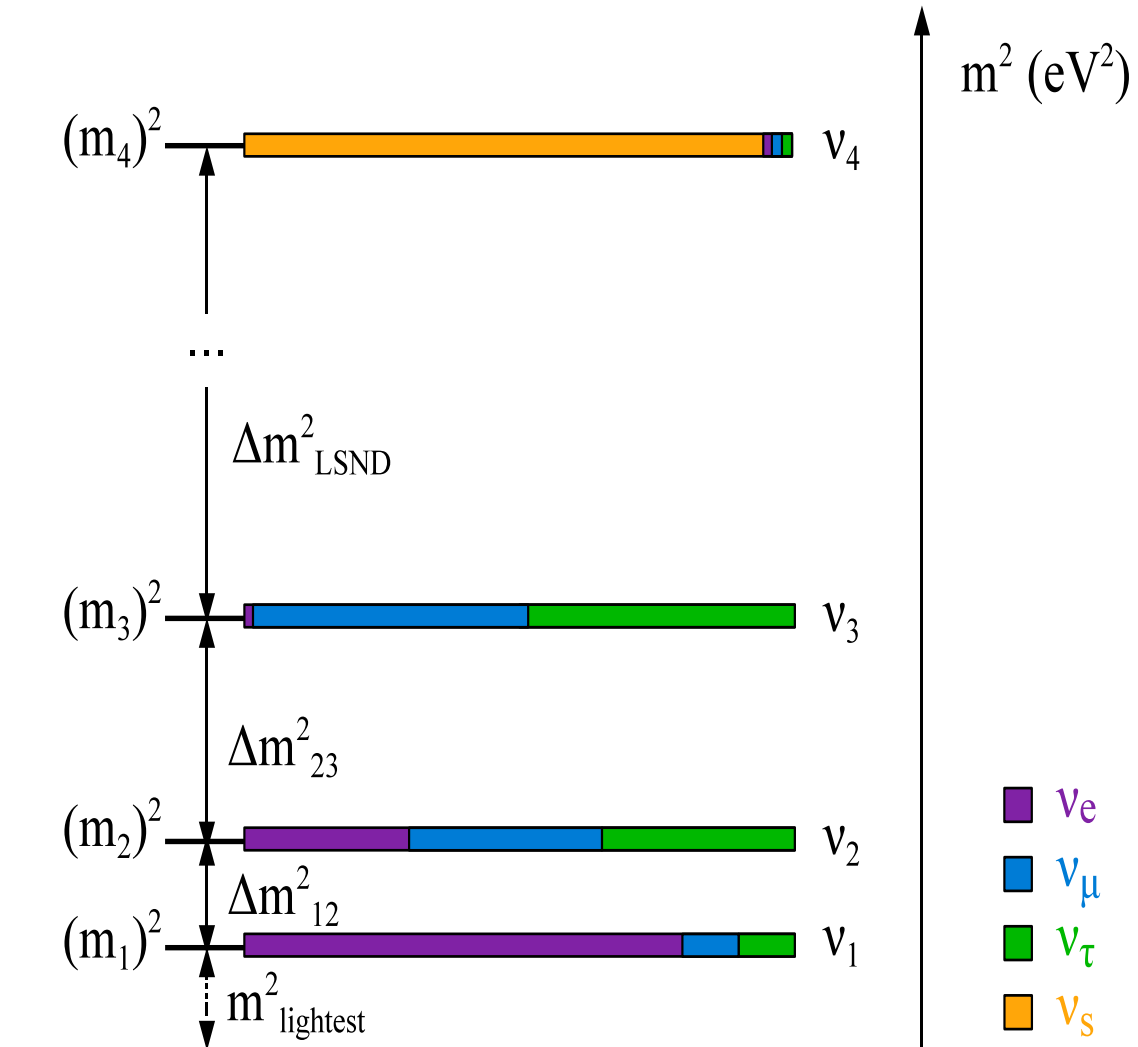 m² (eV²)
(m₄)² ν₄
...
Δm²LSND
(m₃)² ν₃
Δm²₂₃
(m₂)² ν₂
Δm²₁₂
(m₁)² ν₁
m²lightest
νe
νμ
ντ
νs